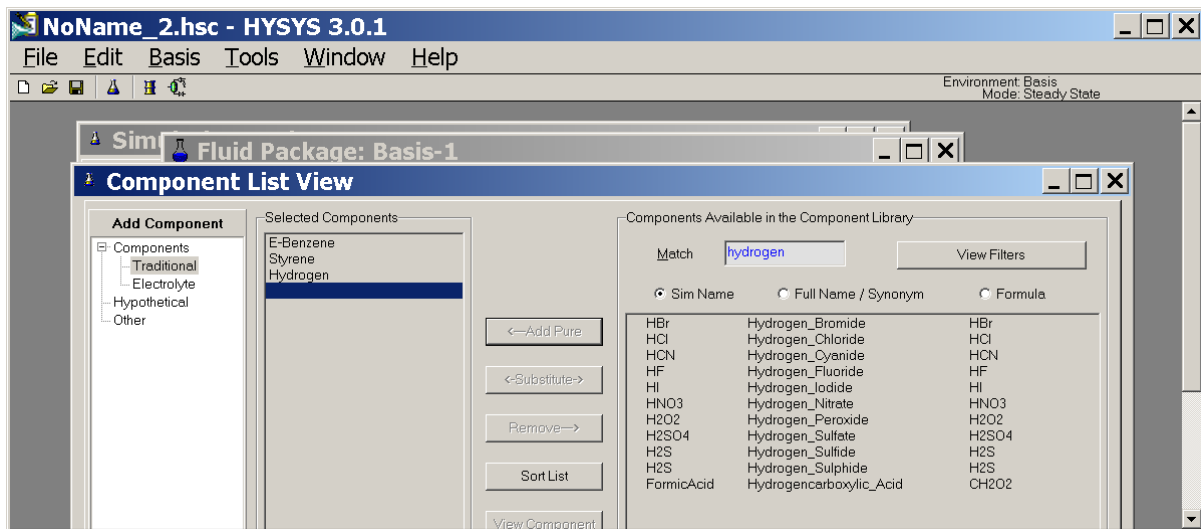 NoName_2.hsc - HYSYS 3.0.1
File Edit Basis Tools Window Help
Environment: Basis
Mode: Steady State
Fluid Package: Basis-1
Component List View
Add Component
Components
Traditional
Electrolyte
Hypothetical
Other
Selected Components
E-Benzene
Styrene
Hydrogen
<---Add Pure
<-Substitute->
Remove--->
Sort List
View Component
Components Available in the Component Library
Match hydrogen View Filters
Sim Name Full Name / Synonym Formula
HBr Hydrogen_Bromide HBr
HCl Hydrogen_Chloride HCl
HCN Hydrogen_Cyanide HCN
HF Hydrogen_Fluoride HF
HI Hydrogen_Iodide HI
HNO3 Hydrogen_Nitrate HNO3
H2O2 Hydrogen_Peroxide H2O2
H2SO4 Hydrogen_Sulfate H2SO4
H2S Hydrogen_Sulfide H2S
H2S Hydrogen_Sulphide H2S
FormicAcid Hydrogencarboxylic_Acid CH2O2